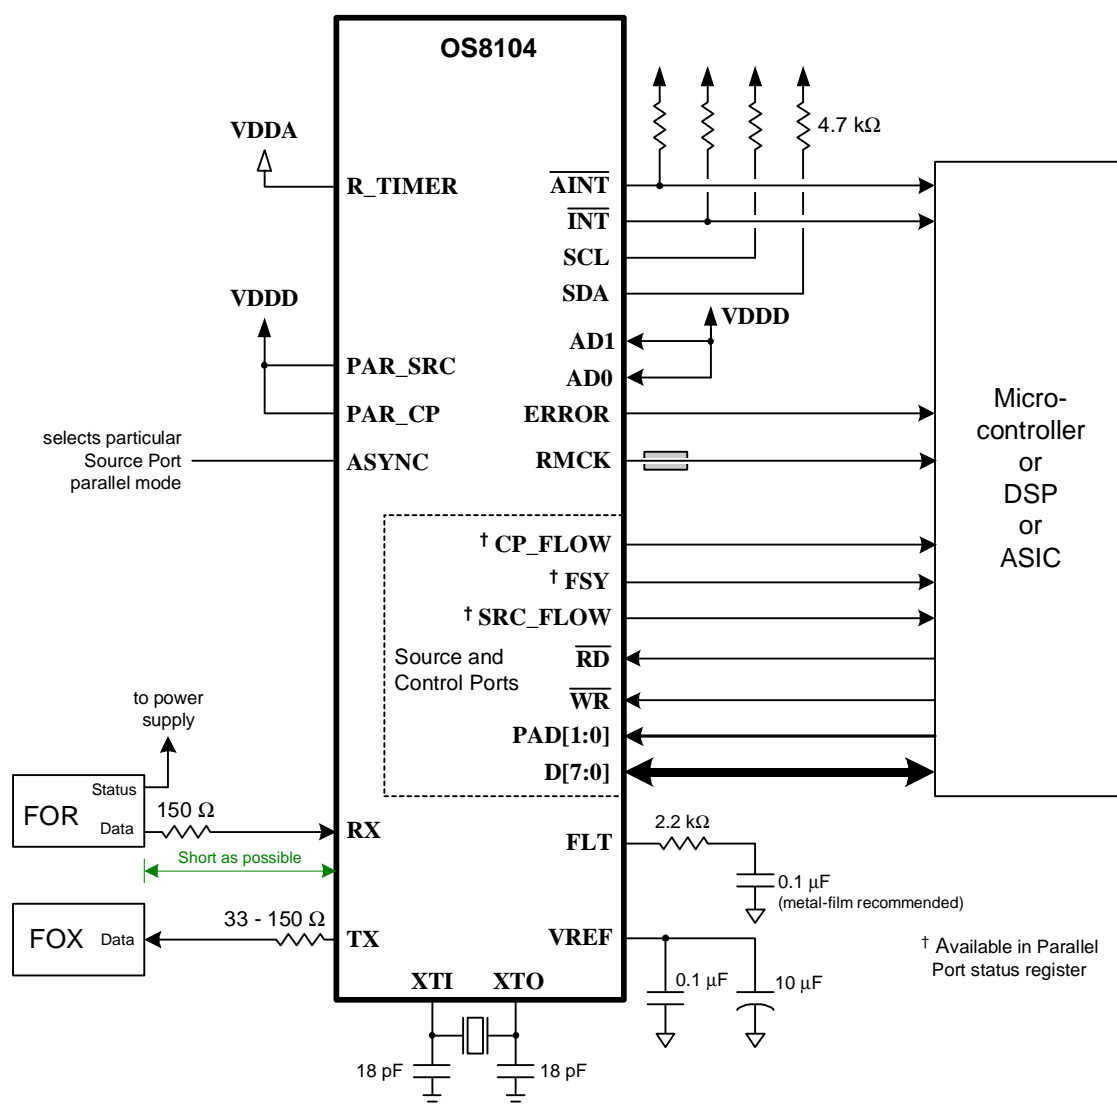 OS8104
VDDA
R_TIMER
VDDD
PAR_SRC
PAR_CP
selects particular
Source Port
parallel mode
ASYNC
4.7 kΩ
AINT
INT
SCL
SDA
VDDD
AD1
AD0
ERROR
RMCK
Micro-
controller
or
DSP
or
ASIC
† CP_FLOW
† FSY
† SRC_FLOW
Source and
Control Ports
RD
WR
PAD[1:0]
D[7:0]
to power
supply
FOR
Status
Data
150 Ω
RX
Short as possible
FOX
Data
33 - 150 Ω
TX
FLT
2.2 kΩ
0.1 μF
(metal-film recommended)
VREF
0.1 μF
10 μF
† Available in Parallel
Port status register
XTI
XTO
18 pF
18 pF